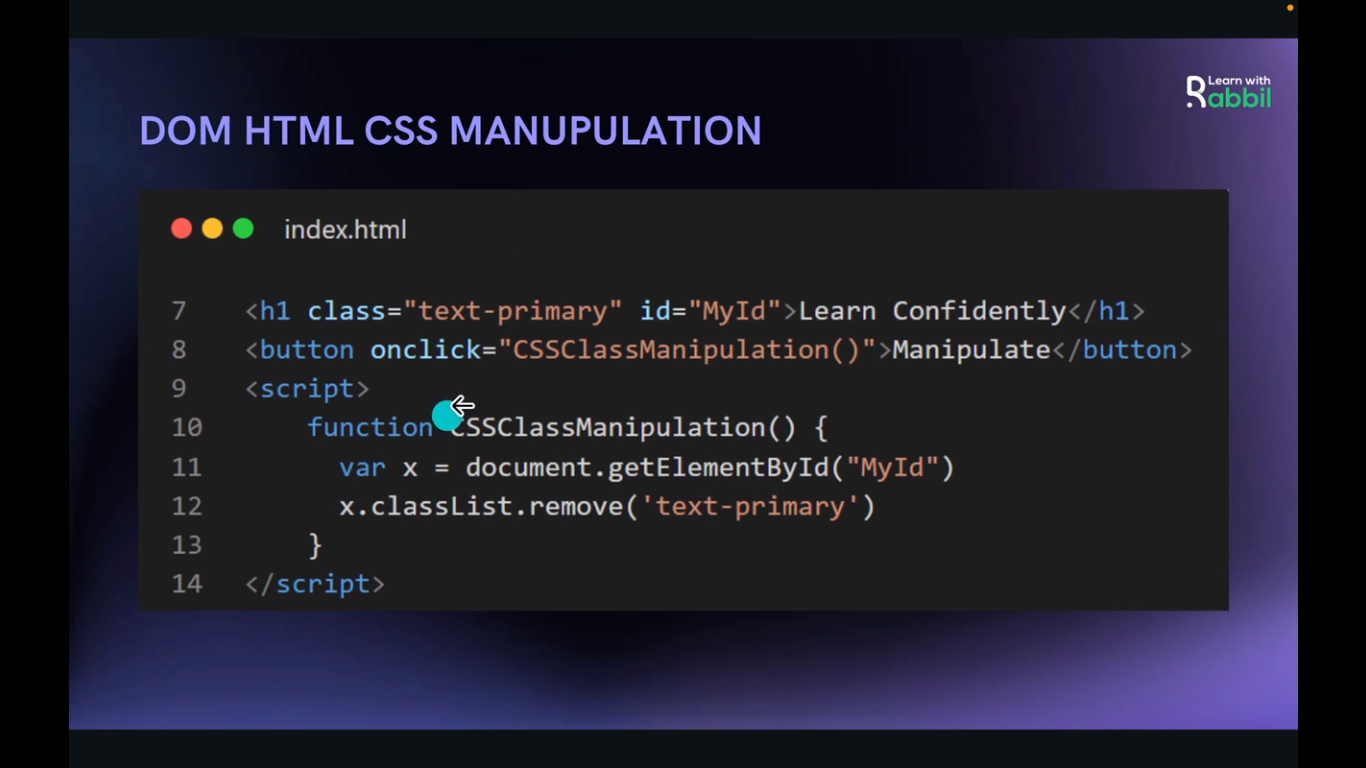 Learn with
Rabbil
DOM HTML CSS MANUPULATION
index.html
7 <h1 class="text-primary" id="MyId">Learn Confidently</h1>
8 <button onclick="CSSClassManipulation()">Manipulate</button>
9 <script>
10 function CSSClassManipulation() {
11 var x = document.getElementById("MyId")
12 x.classList.remove('text-primary')
13 }
14 </script>